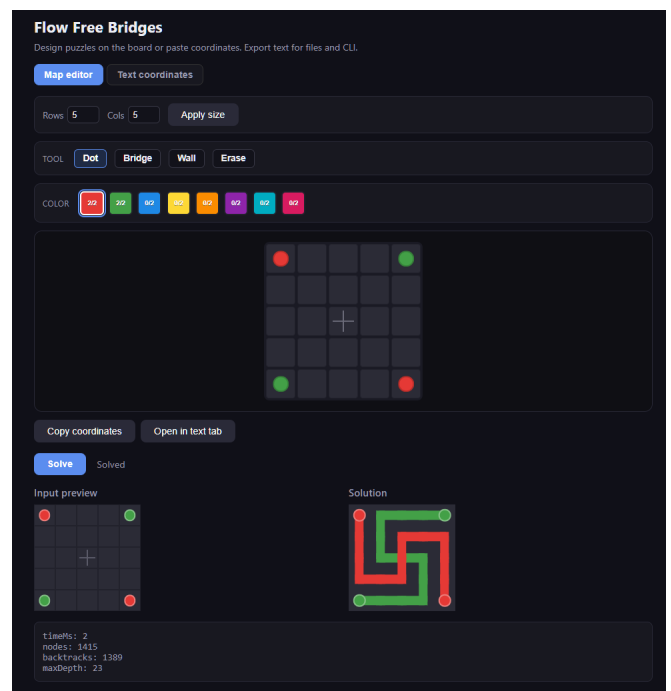 Flow Free Bridges
Design puzzles on the board or paste coordinates. Export text for files and CLI.
Map editor Text coordinates
Rows 5 Cols 5 Apply size
TOOL Dot Bridge Wall Erase
COLOR 2/2 2/2 0/2 0/2 0/2 0/2 0/2 0/2
Copy coordinates Open in text tab
Solve Solved
Input preview Solution
timeMs: 2
nodes: 1415
backtracks: 1389
maxDepth: 23